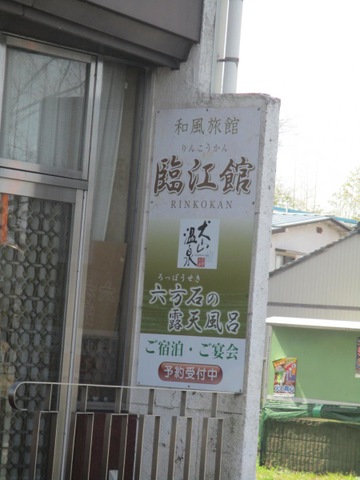 和風旅館
りんこうかん
臨江館
RINKOKAN
犬山
温泉
ろっぽうせき
六方石の
露天風呂
ご宿泊・ご宴会
予約受付中